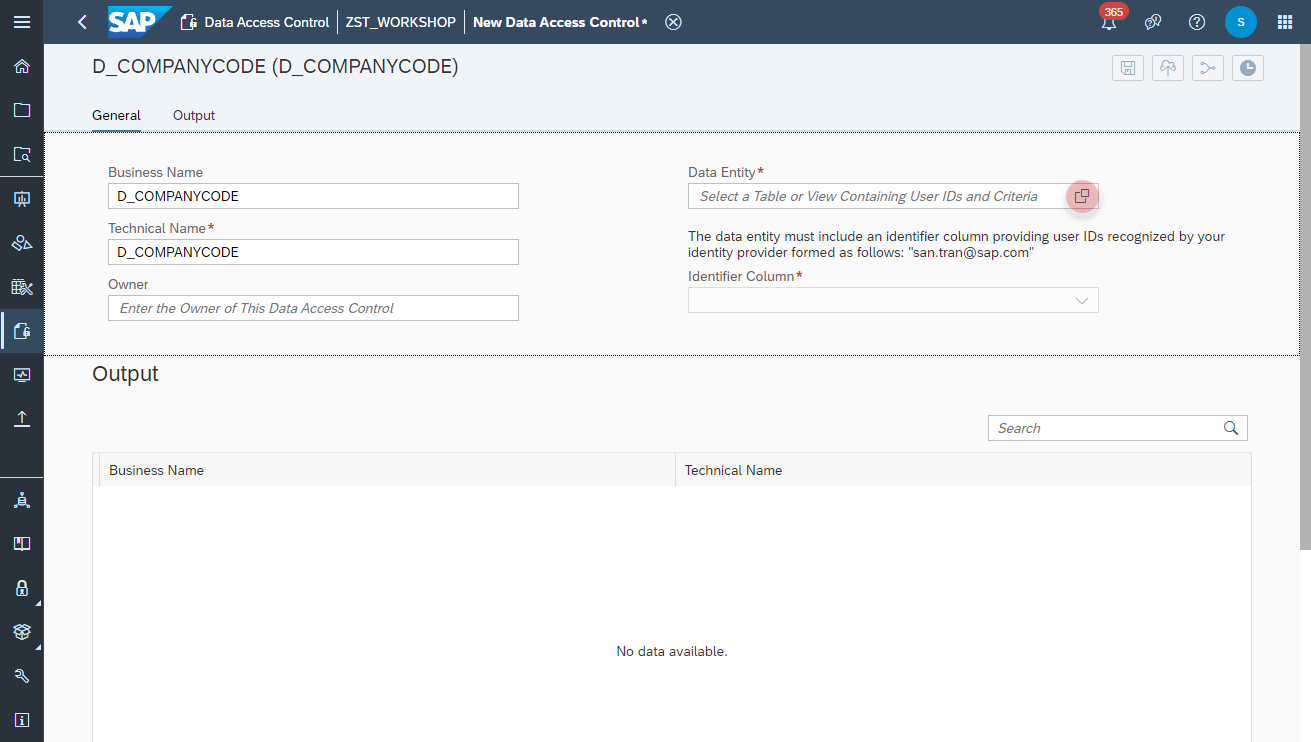 SAP Data Access Control ZST_WORKSHOP New Data Access Control* 365 S
D_COMPANYCODE (D_COMPANYCODE)
General Output
Business Name
D_COMPANYCODE
Technical Name*
D_COMPANYCODE
Owner
Enter the Owner of This Data Access Control
Data Entity*
Select a Table or View Containing User IDs and Criteria
The data entity must include an identifier column providing user IDs recognized by your
identity provider formed as follows: "san.tran@sap.com"
Identifier Column*
Output
Search
Business Name Technical Name
No data available.